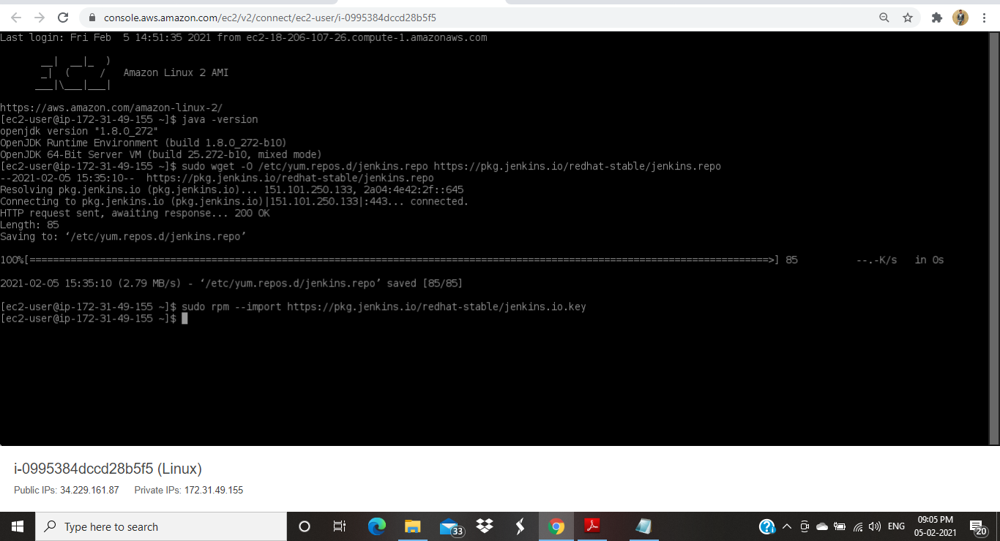 console.aws.amazon.com/ec2/v2/connect/ec2-user/i-0995384dccd28b5f5
Last login: Fri Feb  5 14:51:35 2021 from ec2-18-206-107-26.compute-1.amazonaws.com
       __|  __|_  )
       _|  (     /   Amazon Linux 2 AMI
      ___|\___|___|
https://aws.amazon.com/amazon-linux-2/
[ec2-user@ip-172-31-49-155 ~]$ java -version
openjdk version "1.8.0_272"
OpenJDK Runtime Environment (build 1.8.0_272-b10)
OpenJDK 64-Bit Server VM (build 25.272-b10, mixed mode)
[ec2-user@ip-172-31-49-155 ~]$ sudo wget -O /etc/yum.repos.d/jenkins.repo https://pkg.jenkins.io/redhat-stable/jenkins.repo
--2021-02-05 15:35:10--  https://pkg.jenkins.io/redhat-stable/jenkins.repo
Resolving pkg.jenkins.io (pkg.jenkins.io)... 151.101.250.133, 2a04:4e42:2f::645
Connecting to pkg.jenkins.io (pkg.jenkins.io)|151.101.250.133|:443... connected.
HTTP request sent, awaiting response... 200 OK
Length: 85
Saving to: ‘/etc/yum.repos.d/jenkins.repo’
100%[==============================================================================================================================>] 85          --.-K/s   in 0s
2021-02-05 15:35:10 (2.79 MB/s) - ‘/etc/yum.repos.d/jenkins.repo’ saved [85/85]
[ec2-user@ip-172-31-49-155 ~]$ sudo rpm --import https://pkg.jenkins.io/redhat-stable/jenkins.io.key
[ec2-user@ip-172-31-49-155 ~]$
i-0995384dccd28b5f5 (Linux)
Public IPs: 34.229.161.87 Private IPs: 172.31.49.155
Type here to search
33
ENG
09:05 PM
05-02-2021
20